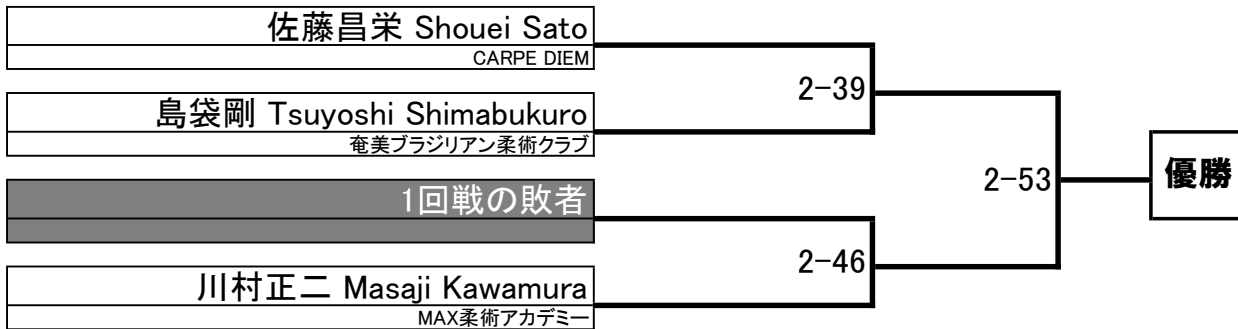 佐藤昌栄 Shouei Sato
CARPE DIEM
2-39
島袋剛 Tsuyoshi Shimabukuro
奄美ブラジリアン柔術クラブ
2-53
優勝
1回戦の敗者
2-46
川村正二 Masaji Kawamura
MAX柔術アカデミー